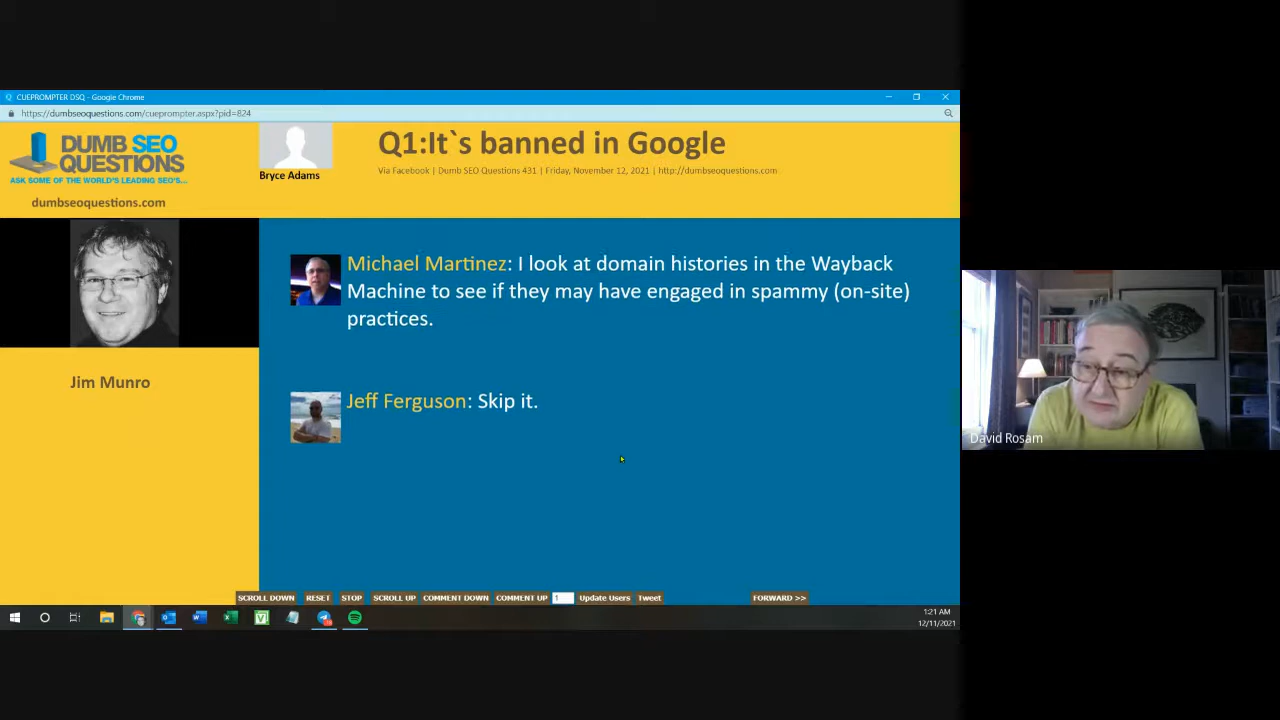 CUEPROMPTER DSQ - Google Chrome
https://dumbseoquestions.com/cueprompter.aspx?pid=824
DUMB SEO
QUESTIONS
ASK SOME OF THE WORLD'S LEADING SEO'S...
dumbseoquestions.com
Bryce Adams
Q1:It`s banned in Google
Via Facebook | Dumb SEO Questions 431 | Friday, November 12, 2021 | http://dumbseoquestions.com
Jim Munro
Michael Martinez: I look at domain histories in the Wayback
Machine to see if they may have engaged in spammy (on-site)
practices.
Jeff Ferguson: Skip it.
David Rosam
SCROLL DOWN RESET STOP SCROLL UP COMMENT DOWN COMMENT UP 1 Update Users Tweet FORWARD >>
1:21 AM
12/11/2021